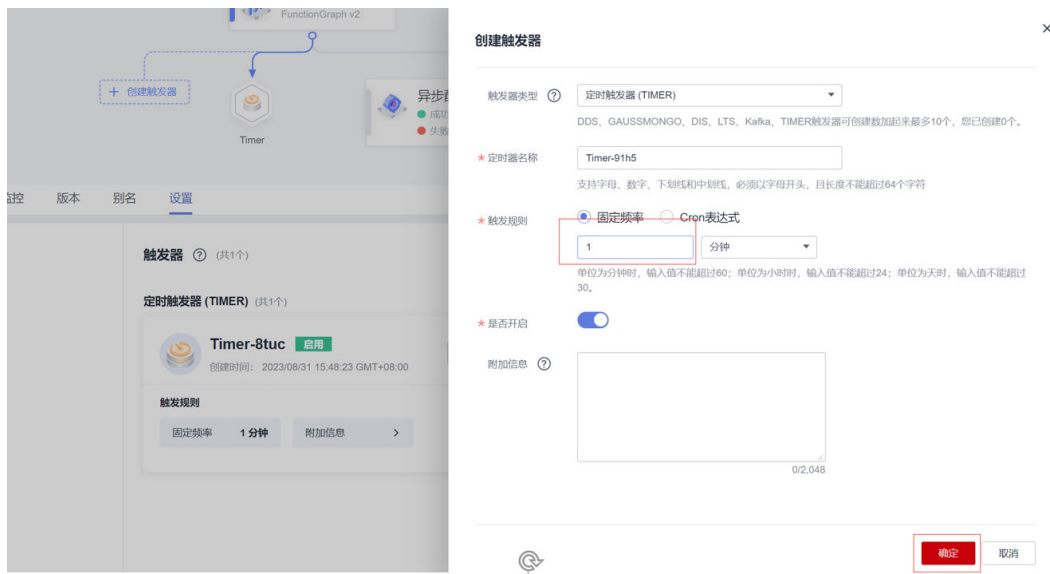 FunctionGraph v2
创建触发器
Timer
异步
成功
失败
监控 版本 别名 设置
触发器 (共1个)
定时触发器 (TIMER) (共1个)
Timer-8tuc 启用
创建时间: 2023/08/31 15:48:23 GMT+08:00
触发规则
固定频率 1 分钟 附加信息
创建触发器
触发器类型 定时触发器 (TIMER)
DDS、GAUSSMONGO、DIS、LTS、Kafka、TIMER触发器可创建数加起来最多10个，您已创建0个。
* 定时器名称 Timer-91h5
支持字母、数字、下划线和中划线，必须以字母开头，且长度不能超过64个字符
* 触发规则 固定频率 Cron表达式
1 分钟
单位为分钟时，输入值不能超过60；单位为小时时，输入值不能超过24；单位为天时，输入值不能超过
30。
* 是否开启
附加信息
0/2,048
确定 取消